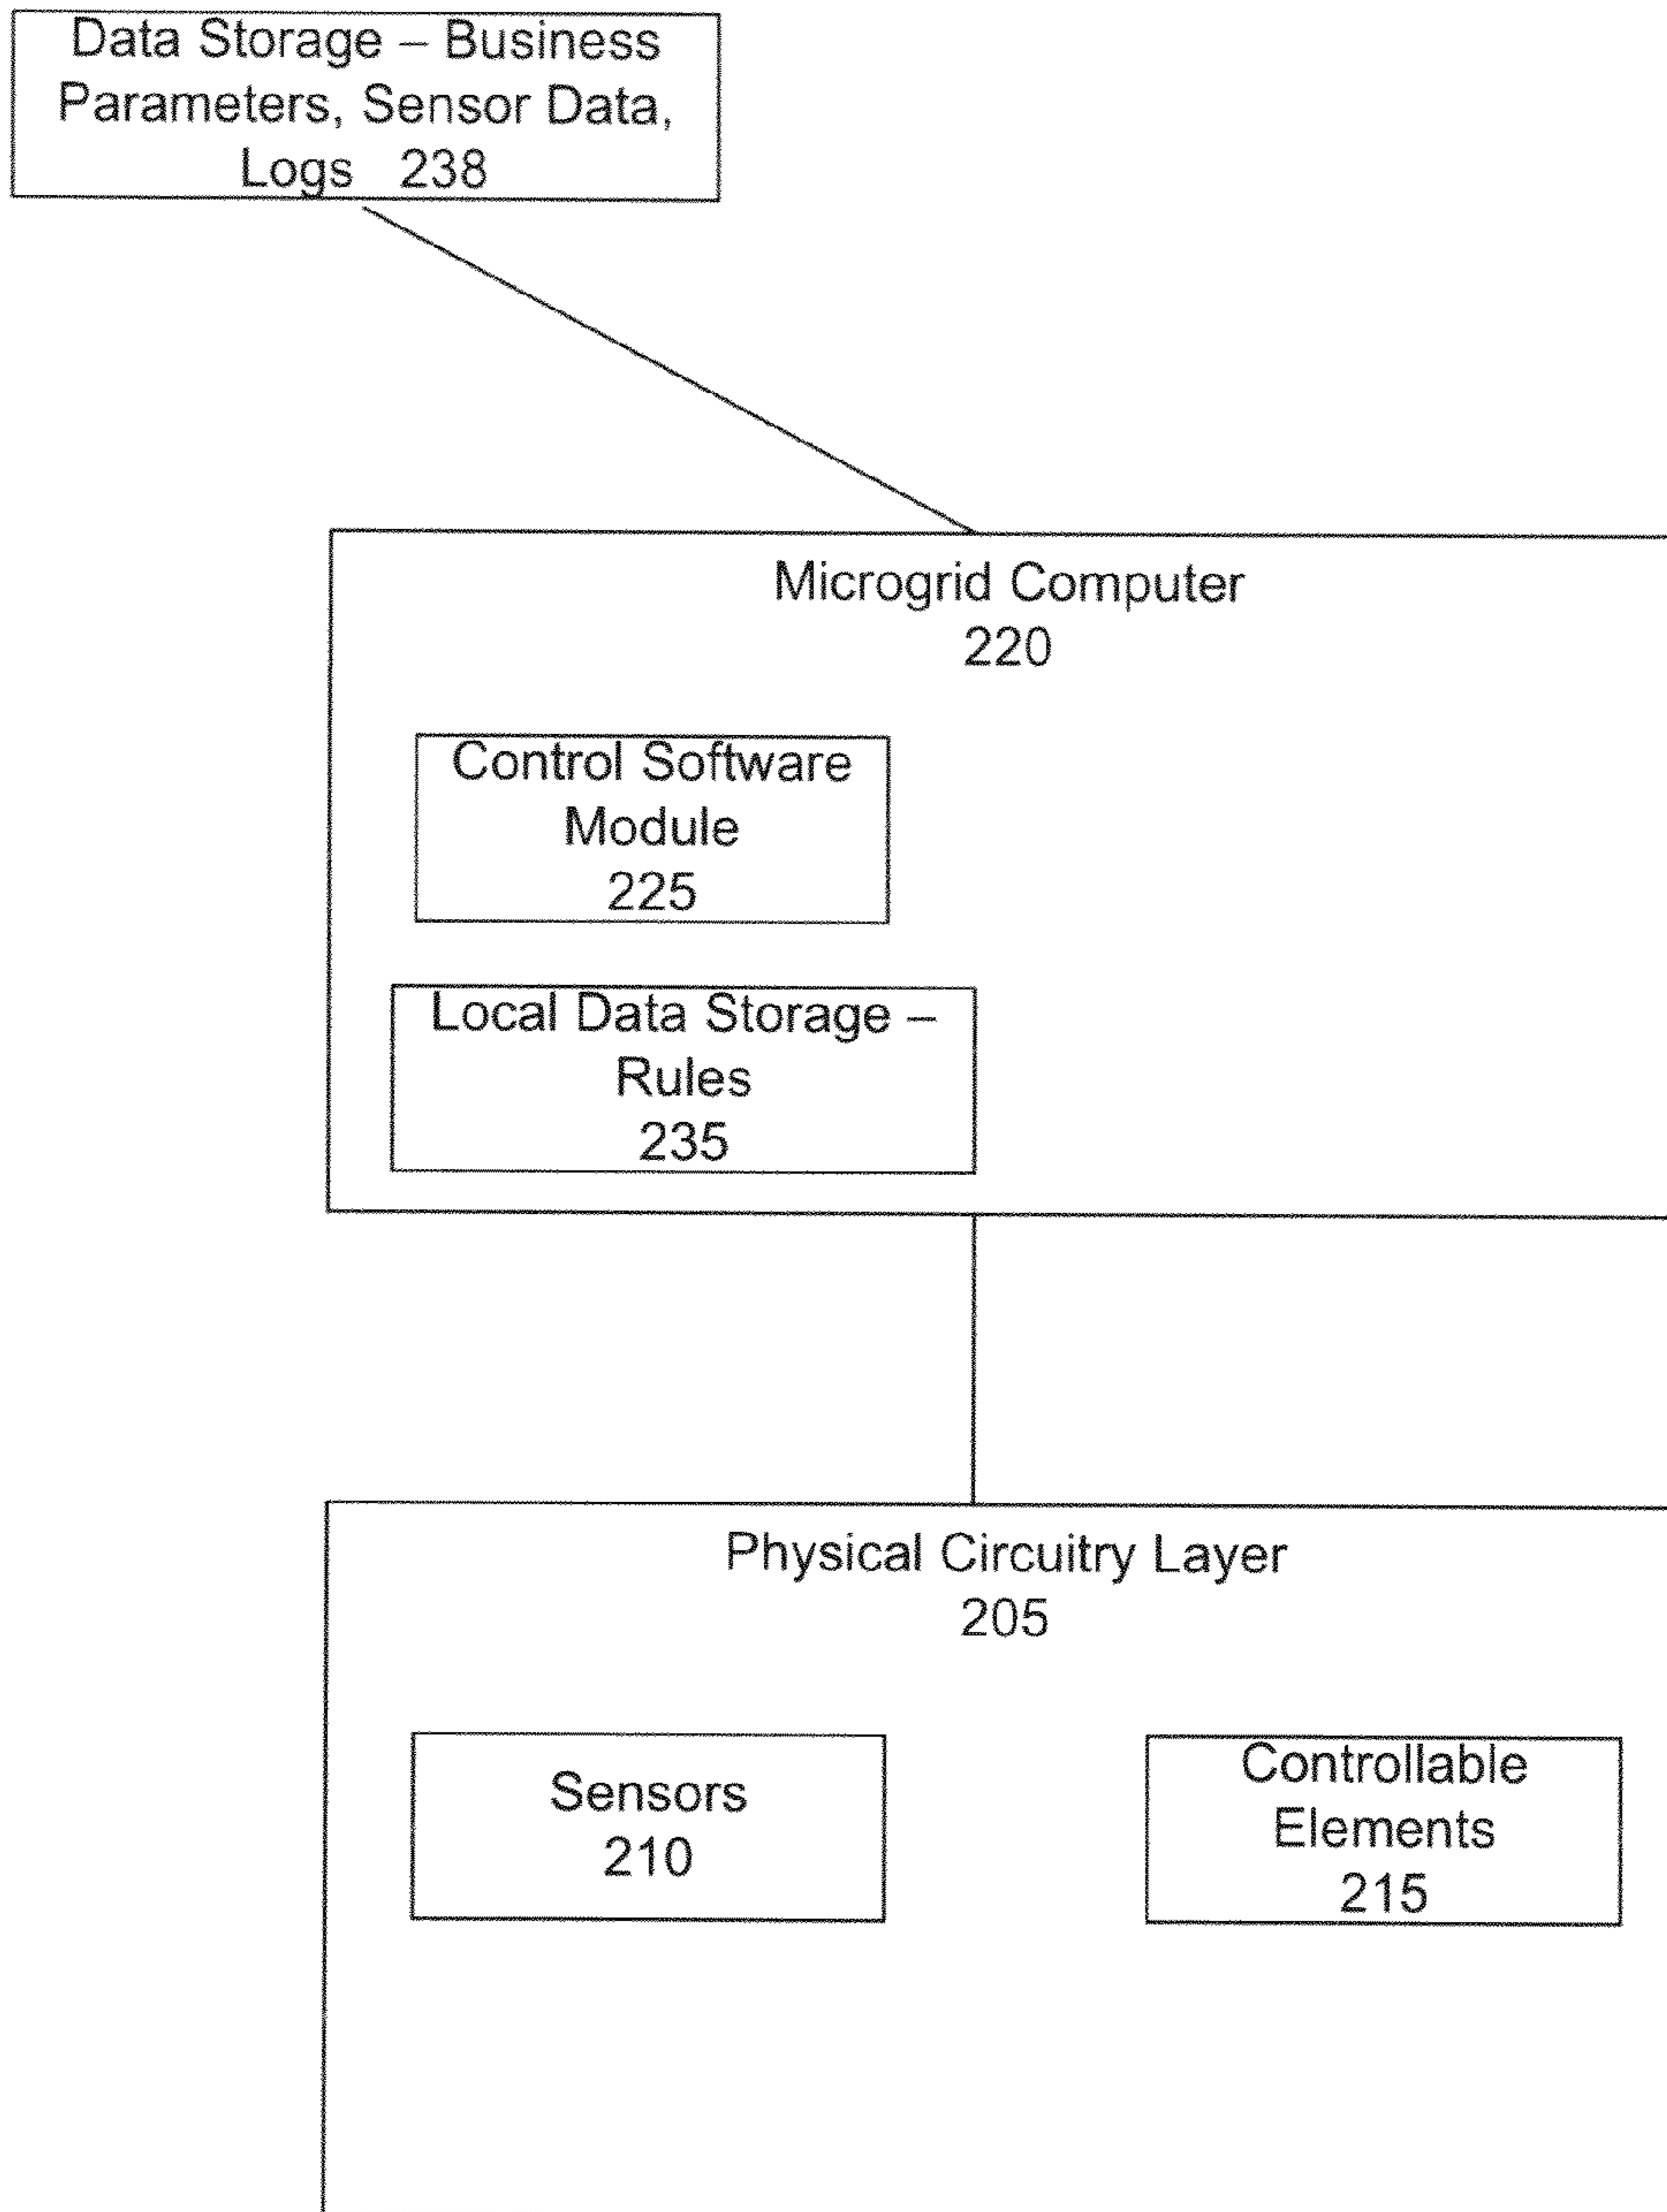 Data Storage – Business
Parameters, Sensor Data,
Logs 238
Microgrid Computer
220
Control Software
Module
225
Local Data Storage –
Rules
235
Physical Circuitry Layer
205
Sensors
210
Controllable
Elements
215